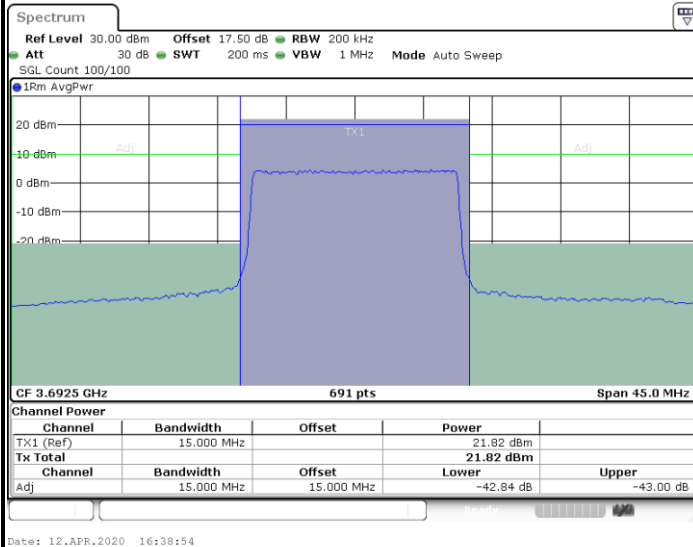 Spectrum
Ref Level 30.00 dBm Offset 17.50 dB RBW 200 kHz
Att 30 dB SWT 200 ms VBW 1 MHz Mode Auto Sweep
SGL Count 100/100
1Rm AvgPwr
20 dBm
TX1
Adj Adj
10 dBm
0 dBm
-10 dBm
-20 dBm
CF 3.6925 GHz 691 pts Span 45.0 MHz
Channel Power
Channel Bandwidth Offset Power
TX1 (Ref) 15.000 MHz 21.82 dBm
Tx Total 21.82 dBm
Channel Bandwidth Offset Lower Upper
Adj 15.000 MHz 15.000 MHz -42.84 dB -43.00 dB
Ready
Date: 12.APR.2020 16:38:54